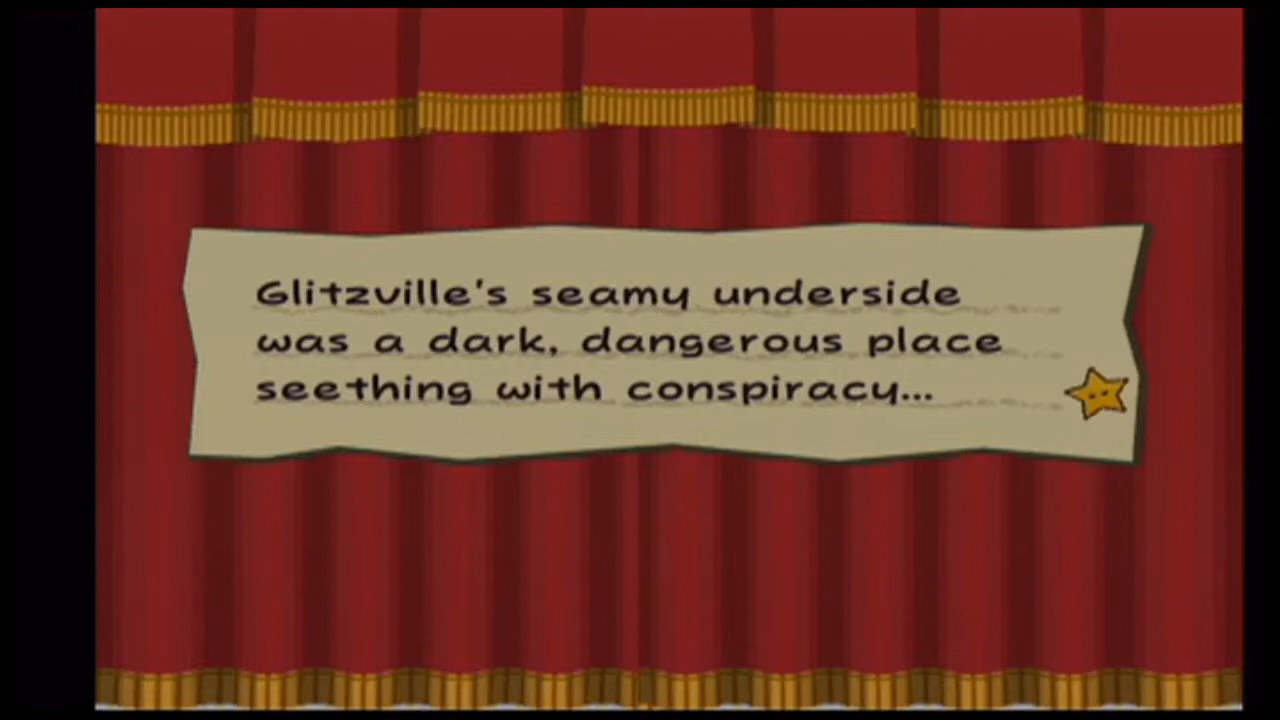 Glitzville's seamy underside
was a dark, dangerous place
seething with conspiracy...